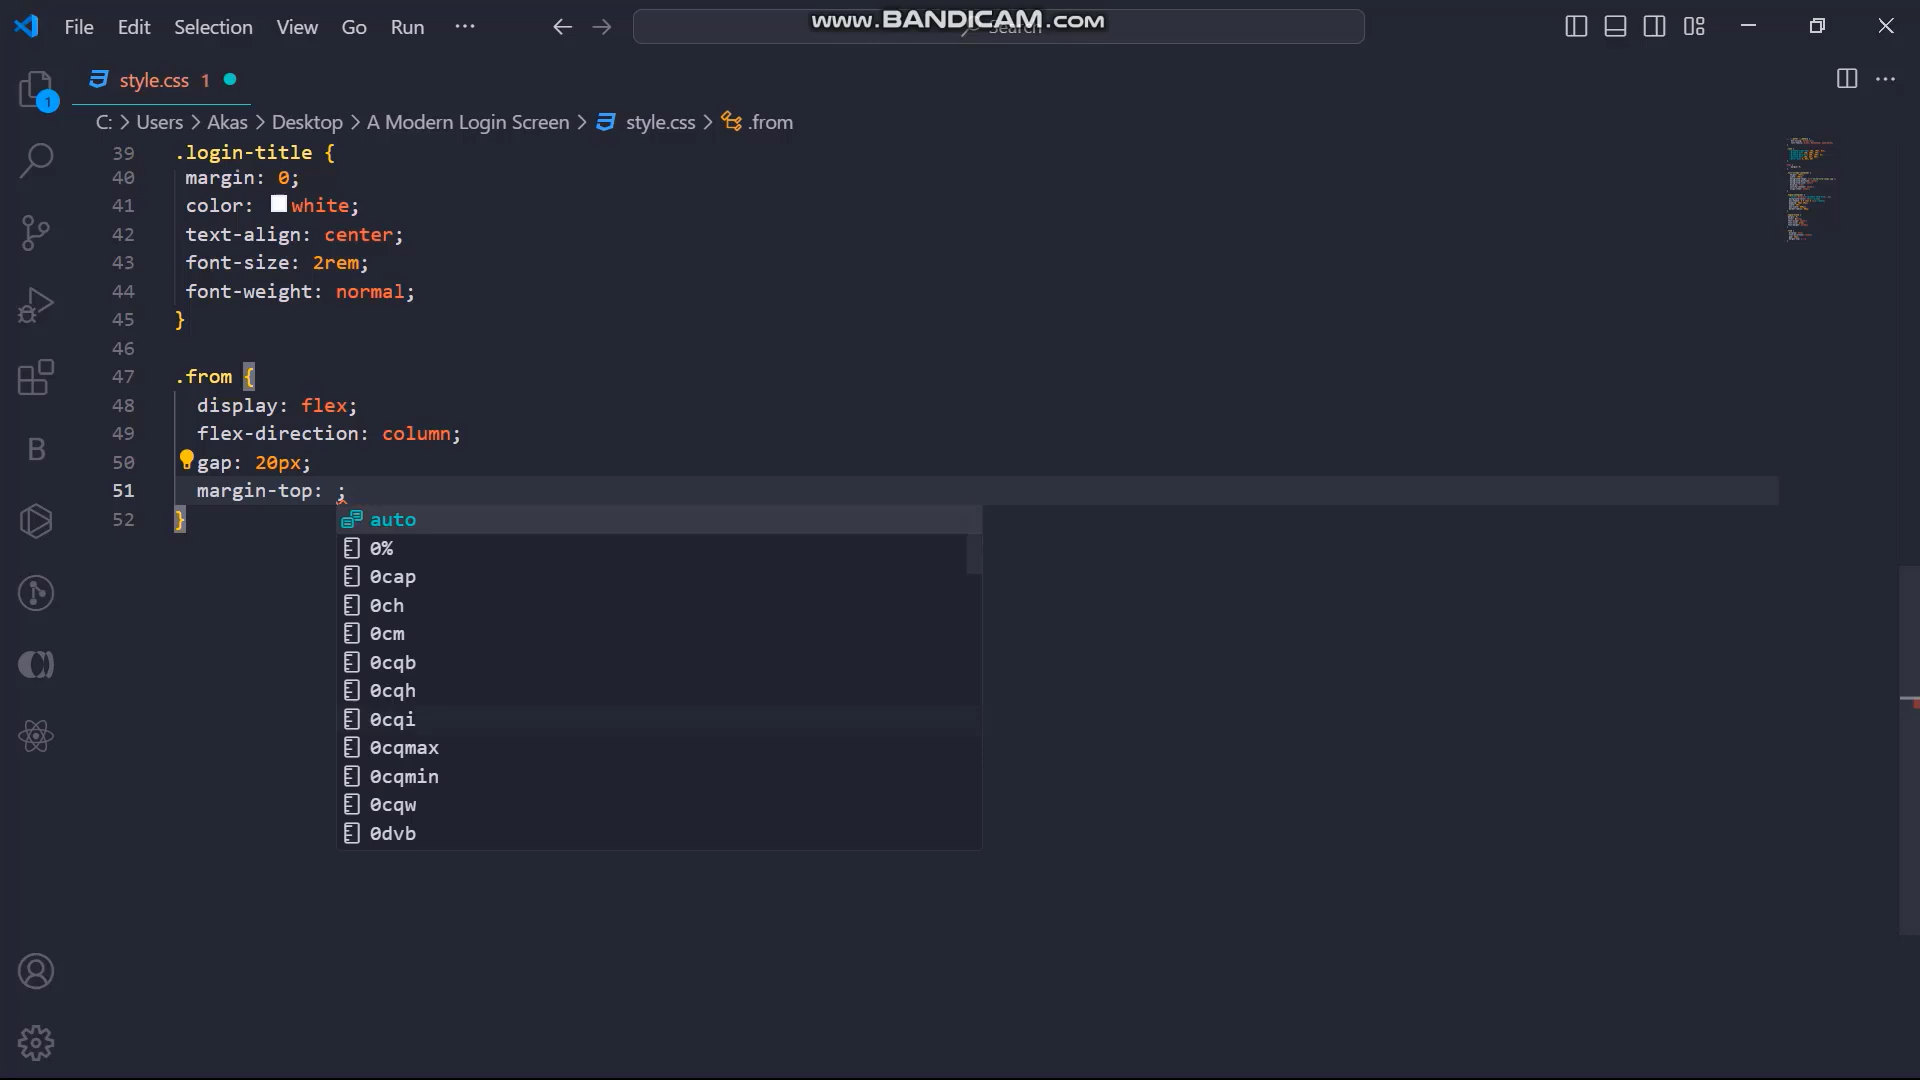 File Edit Selection View Go Run ···
www.BANDICAM.com
Search
style.css 1
1
C: > Users > Akas > Desktop > A Modern Login Screen > style.css > .from
39 .login-title {
40 margin: 0;
41 color: white;
42 text-align: center;
43 font-size: 2rem;
44 font-weight: normal;
45 }
46
47 .from {
48 display: flex;
49 flex-direction: column;
50 gap: 20px;
51 margin-top: ;
52 }
auto
0%
0cap
0ch
0cm
0cqb
0cqh
0cqi
0cqmax
0cqmin
0cqw
0dvb
B